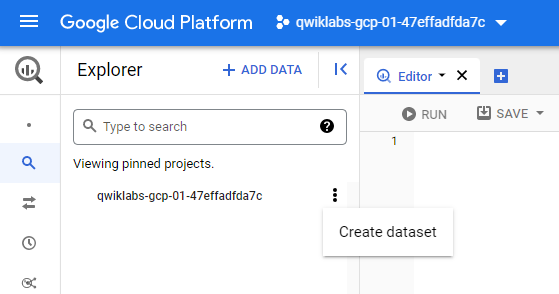 Google Cloud Platform
qwiklabs-gcp-01-47effadfda7c
Explorer
+ ADD DATA
Editor
RUN
SAVE
Type to search
1
Viewing pinned projects.
qwiklabs-gcp-01-47effadfda7c
Create dataset